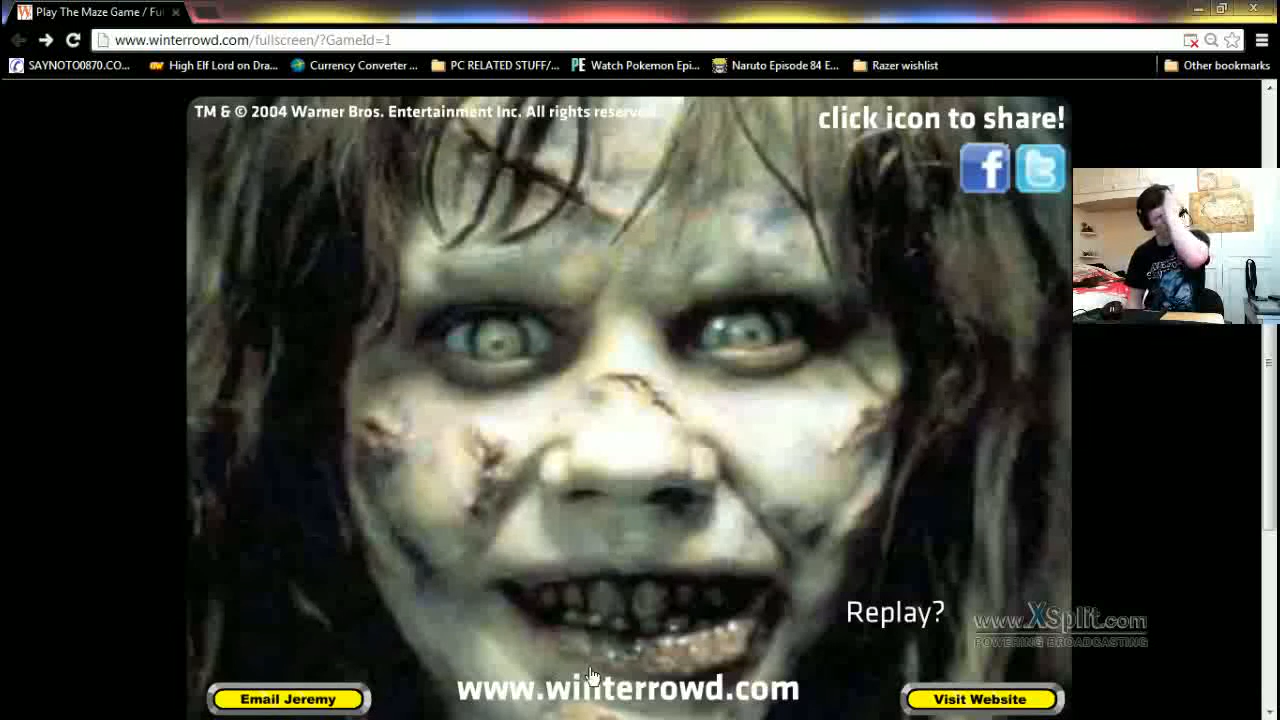 Play The Maze Game / Ful
www.winterrowd.com/fullscreen/?GameId=1
SAYNOTO0870.CO...
High Elf Lord on Dra...
Currency Converter ...
PC RELATED STUFF/...
PE
Watch Pokemon Epi...
Naruto Episode 84 E...
Razer wishlist
Other bookmarks
TM & © 2004 Warner Bros. Entertainment Inc. All rights reserved.
click icon to share!
Replay?
www.XSplit.com
POWERING BROADCASTING
www.winterrowd.com
Email Jeremy
Visit Website